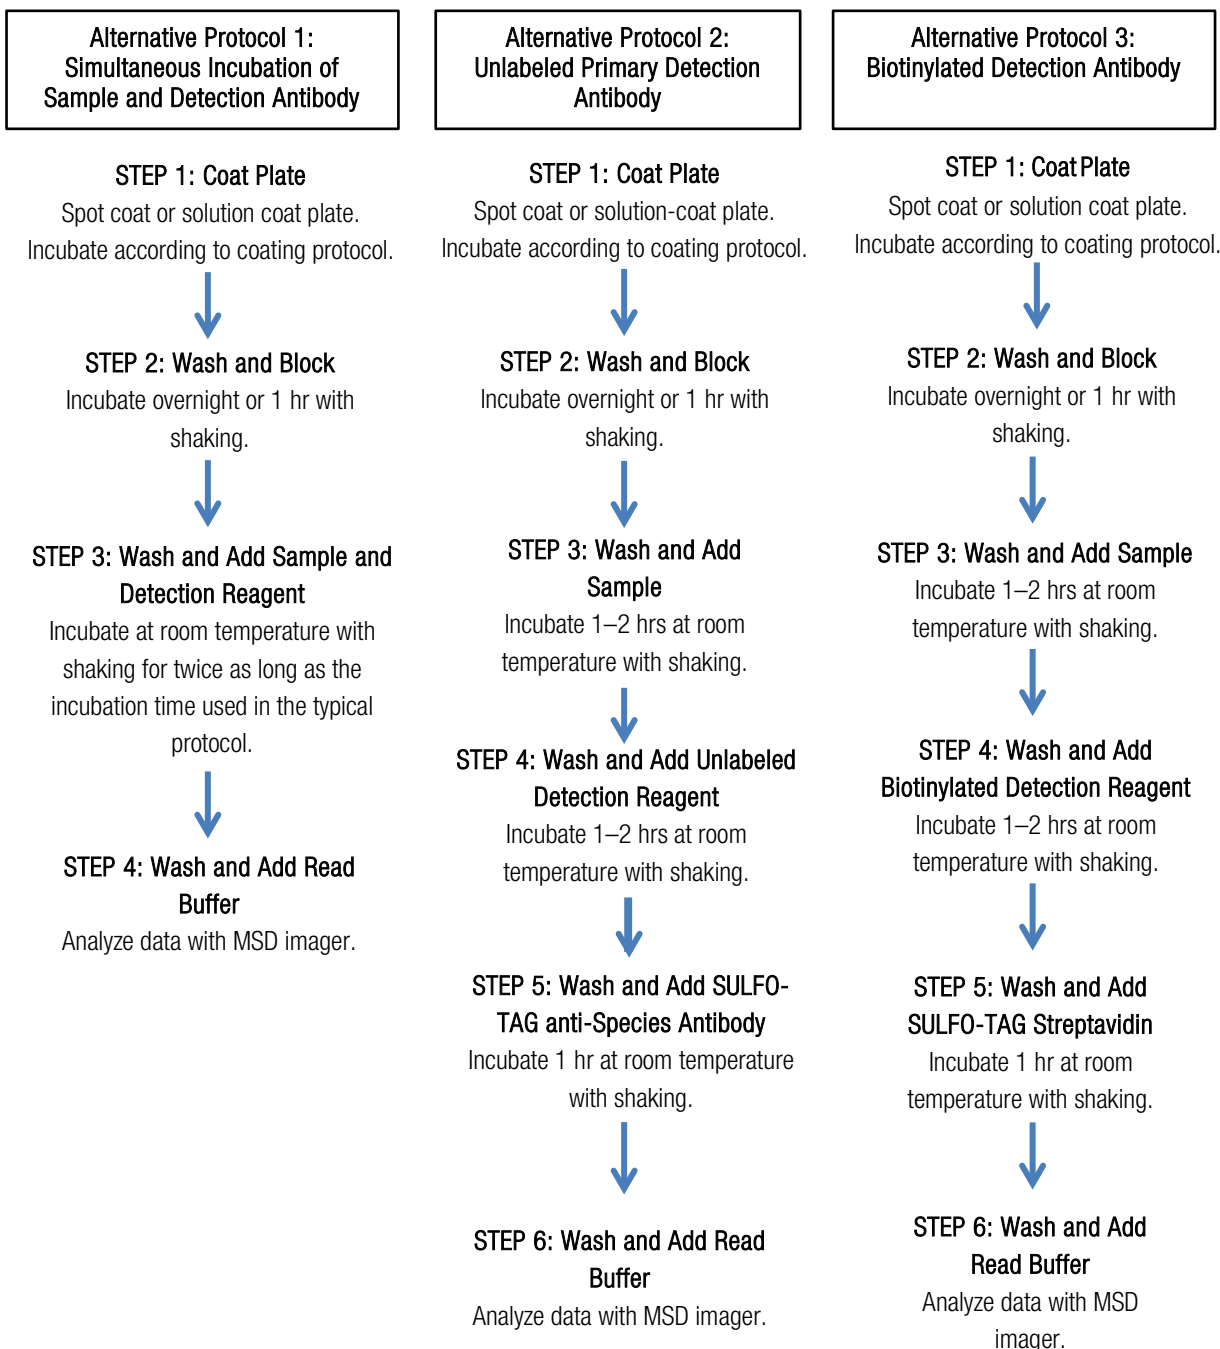 Alternative Protocol 1:
Simultaneous Incubation of
Sample and Detection Antibody
STEP 1: Coat Plate
Spot coat or solution coat plate.
Incubate according to coating protocol.
STEP 2: Wash and Block
Incubate overnight or 1 hr with
shaking.
STEP 3: Wash and Add Sample and
Detection Reagent
Incubate at room temperature with
shaking for twice as long as the
incubation time used in the typical
protocol.
STEP 4: Wash and Add Read
Buffer
Analyze data with MSD imager.
Alternative Protocol 2:
Unlabeled Primary Detection
Antibody
STEP 1: Coat Plate
Spot coat or solution-coat plate.
Incubate according to coating protocol.
STEP 2: Wash and Block
Incubate overnight or 1 hr with
shaking.
STEP 3: Wash and Add
Sample
Incubate 1–2 hrs at room
temperature with shaking.
STEP 4: Wash and Add Unlabeled
Detection Reagent
Incubate 1–2 hrs at room
temperature with shaking.
STEP 5: Wash and Add SULFO-
TAG anti-Species Antibody
Incubate 1 hr at room temperature
with shaking.
STEP 6: Wash and Add Read
Buffer
Analyze data with MSD imager.
Alternative Protocol 3:
Biotinylated Detection Antibody
STEP 1: Coat Plate
Spot coat or solution coat plate.
Incubate according to coating protocol.
STEP 2: Wash and Block
Incubate overnight or 1 hr with
shaking.
STEP 3: Wash and Add Sample
Incubate 1–2 hrs at room
temperature with shaking.
STEP 4: Wash and Add
Biotinylated Detection Reagent
Incubate 1–2 hrs at room
temperature with shaking.
STEP 5: Wash and Add
SULFO-TAG Streptavidin
Incubate 1 hr at room
temperature with shaking.
STEP 6: Wash and Add
Read Buffer
Analyze data with MSD
imager.